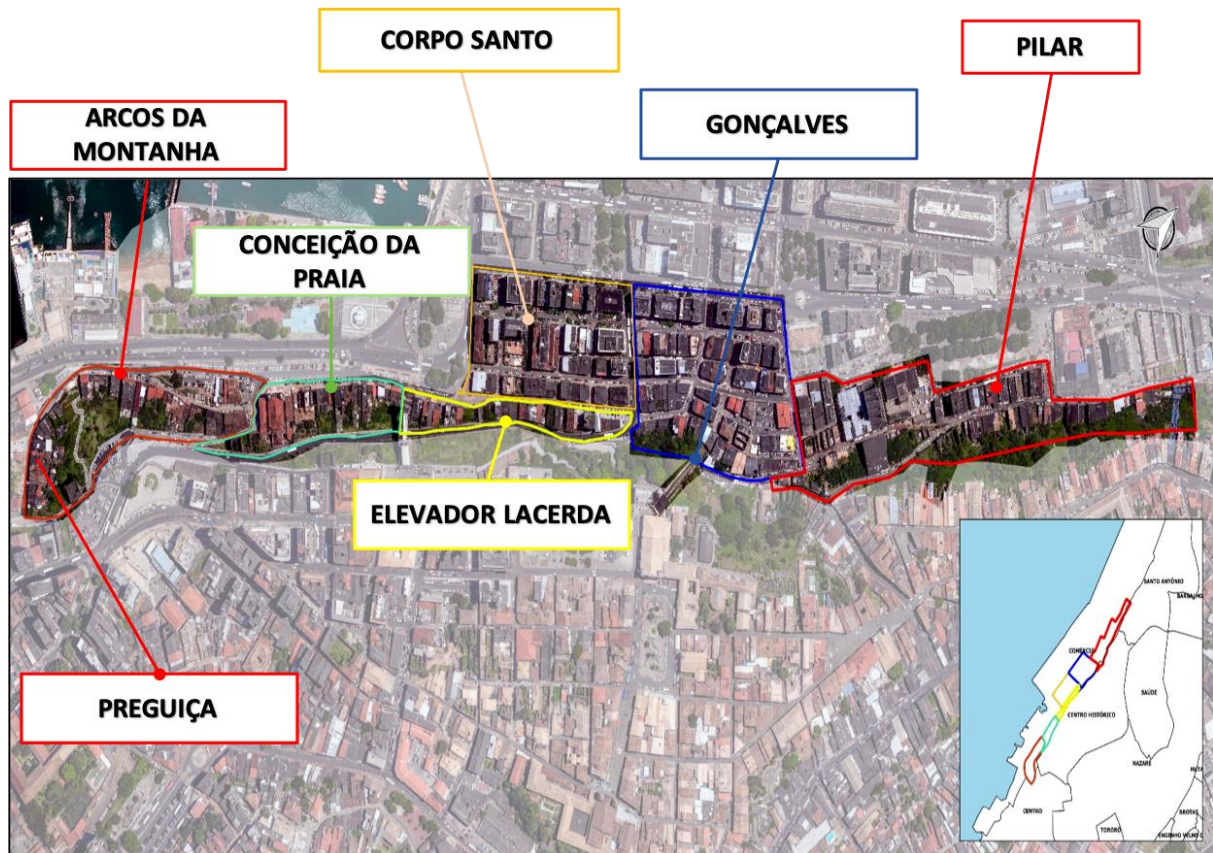 CORPO SANTO
PILAR
ARCOS DA
MONTANHA
GONÇALVES
CONCEIÇÃO DA
PRAIA
ELEVADOR LACERDA
PREGUIÇA
SANTO ANTÔNIO
COMÉRCIO
SAÚDE
CENTRO HISTÓRICO
NAZARÉ
CENTRO
BROTAS
TORORÓ